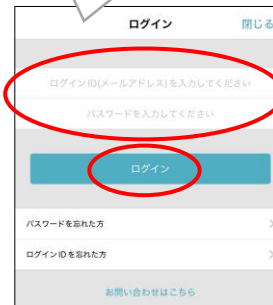 ログイン 閉じる
ログインID(メールアドレス)を入力してください
パスワードを入力してください
ログイン
パスワードを忘れた方
ログインIDを忘れた方
お問い合わせはこちら